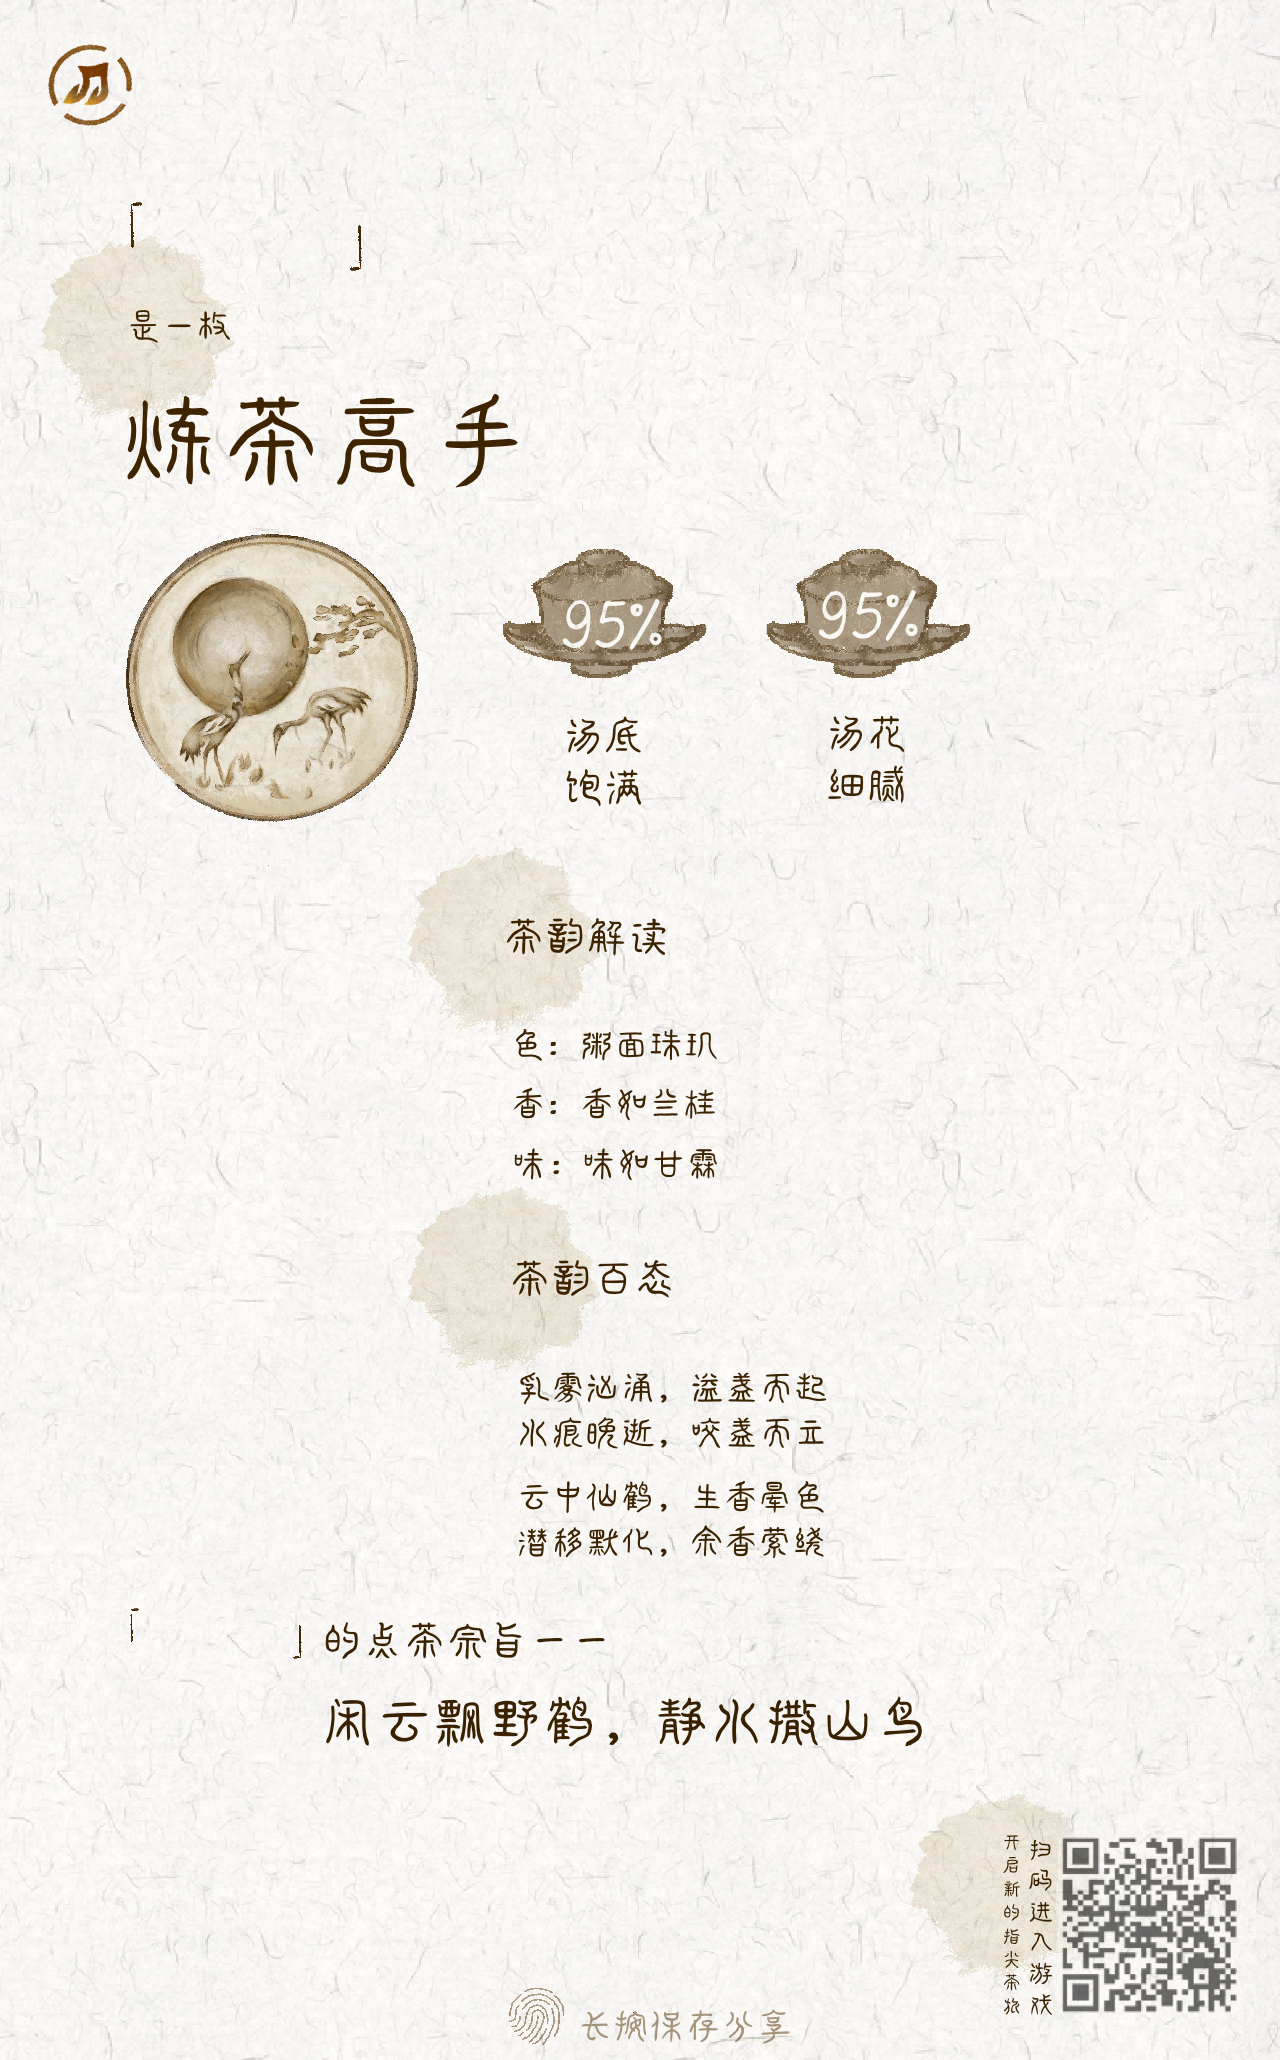 「 」
是一枚
炼茶高手
95% 95%
汤底 汤花
饱满 细腻
茶韵解读
色：粥面珠玑
香：香如兰桂
味：味如甘霖
茶韵百态
乳雾汹涌，溢盏而起
水痕晚逝，咬盏而立
云中仙鹤，生香晕色
潜移默化，余香萦绕
「 」的点茶宗旨——
闲云飘野鹤，静水撒山鸟
扫码进入游戏
开启新的指尖茶旅
长按保存分享